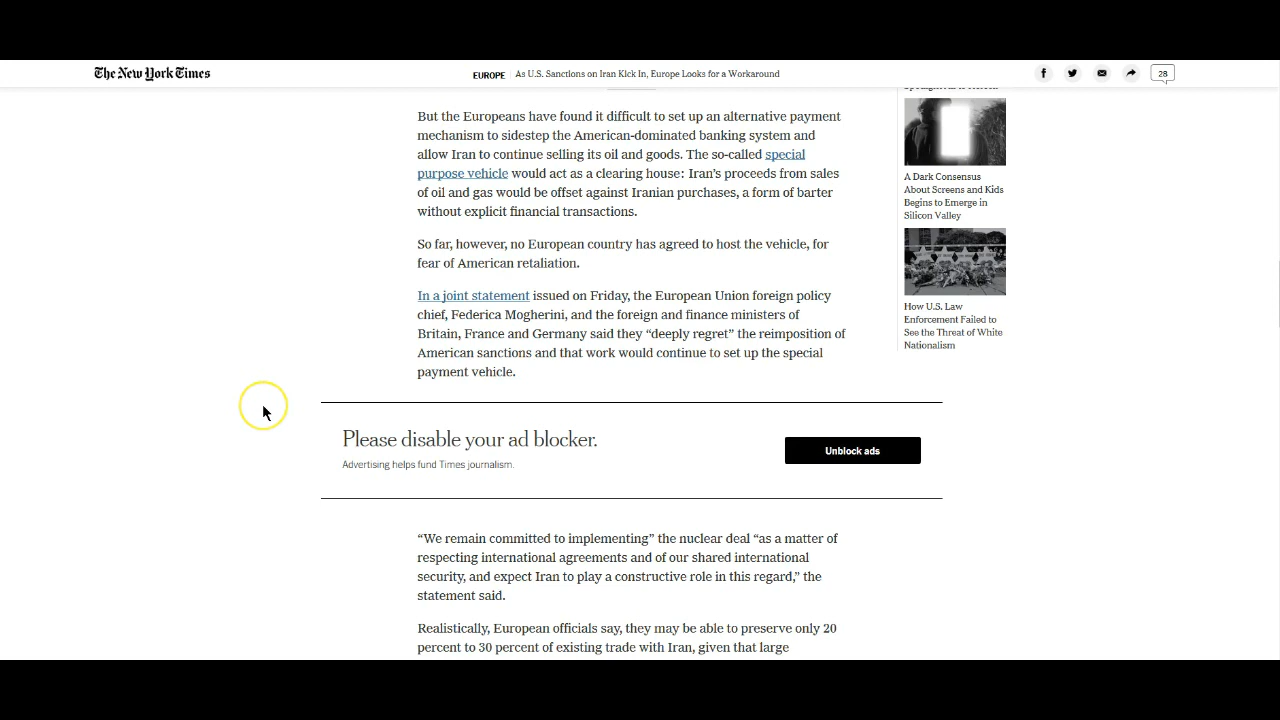 The New York Times
EUROPE As U.S. Sanctions on Iran Kick In, Europe Looks for a Workaround
28
But the Europeans have found it difficult to set up an alternative payment
mechanism to sidestep the American-dominated banking system and
allow Iran to continue selling its oil and goods. The so-called special
purpose vehicle would act as a clearing house: Iran’s proceeds from sales
of oil and gas would be offset against Iranian purchases, a form of barter
without explicit financial transactions.
So far, however, no European country has agreed to host the vehicle, for
fear of American retaliation.
In a joint statement issued on Friday, the European Union foreign policy
chief, Federica Mogherini, and the foreign and finance ministers of
Britain, France and Germany said they “deeply regret” the reimposition of
American sanctions and that work would continue to set up the special
payment vehicle.
A Dark Consensus
About Screens and Kids
Begins to Emerge in
Silicon Valley
How U.S. Law
Enforcement Failed to
See the Threat of White
Nationalism
Please disable your ad blocker.
Advertising helps fund Times journalism.
Unblock ads
“We remain committed to implementing” the nuclear deal “as a matter of
respecting international agreements and of our shared international
security, and expect Iran to play a constructive role in this regard,” the
statement said.
Realistically, European officials say, they may be able to preserve only 20
percent to 30 percent of existing trade with Iran, given that large